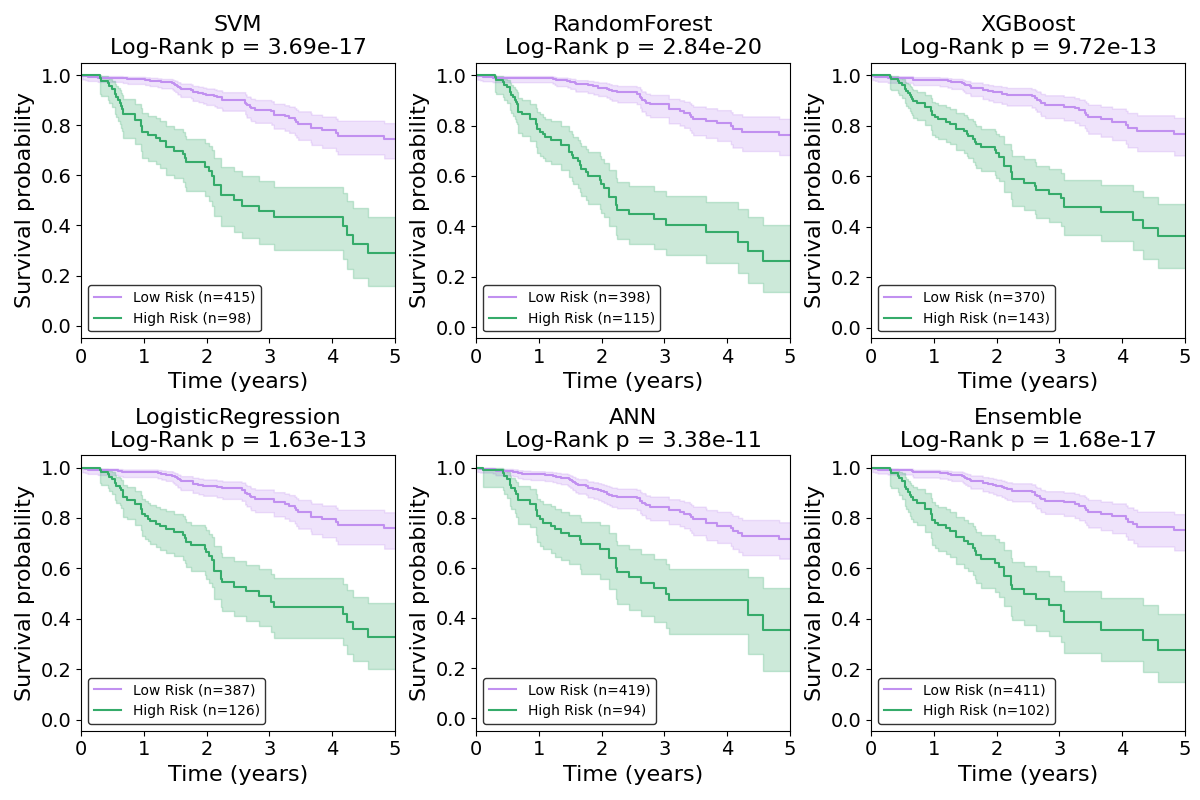 SVM
Log-Rank p = 3.69e-17
Survival probability
1.0
0.8
0.6
0.4
0.2
0.0
Low Risk (n=415)
High Risk (n=98)
0 1 2 3 4 5
Time (years)
RandomForest
Log-Rank p = 2.84e-20
Survival probability
1.0
0.8
0.6
0.4
0.2
0.0
Low Risk (n=398)
High Risk (n=115)
0 1 2 3 4 5
Time (years)
XGBoost
Log-Rank p = 9.72e-13
Survival probability
1.0
0.8
0.6
0.4
0.2
0.0
Low Risk (n=370)
High Risk (n=143)
0 1 2 3 4 5
Time (years)
LogisticRegression
Log-Rank p = 1.63e-13
Survival probability
1.0
0.8
0.6
0.4
0.2
0.0
Low Risk (n=387)
High Risk (n=126)
0 1 2 3 4 5
Time (years)
ANN
Log-Rank p = 3.38e-11
Survival probability
1.0
0.8
0.6
0.4
0.2
0.0
Low Risk (n=419)
High Risk (n=94)
0 1 2 3 4 5
Time (years)
Ensemble
Log-Rank p = 1.68e-17
Survival probability
1.0
0.8
0.6
0.4
0.2
0.0
Low Risk (n=411)
High Risk (n=102)
0 1 2 3 4 5
Time (years)